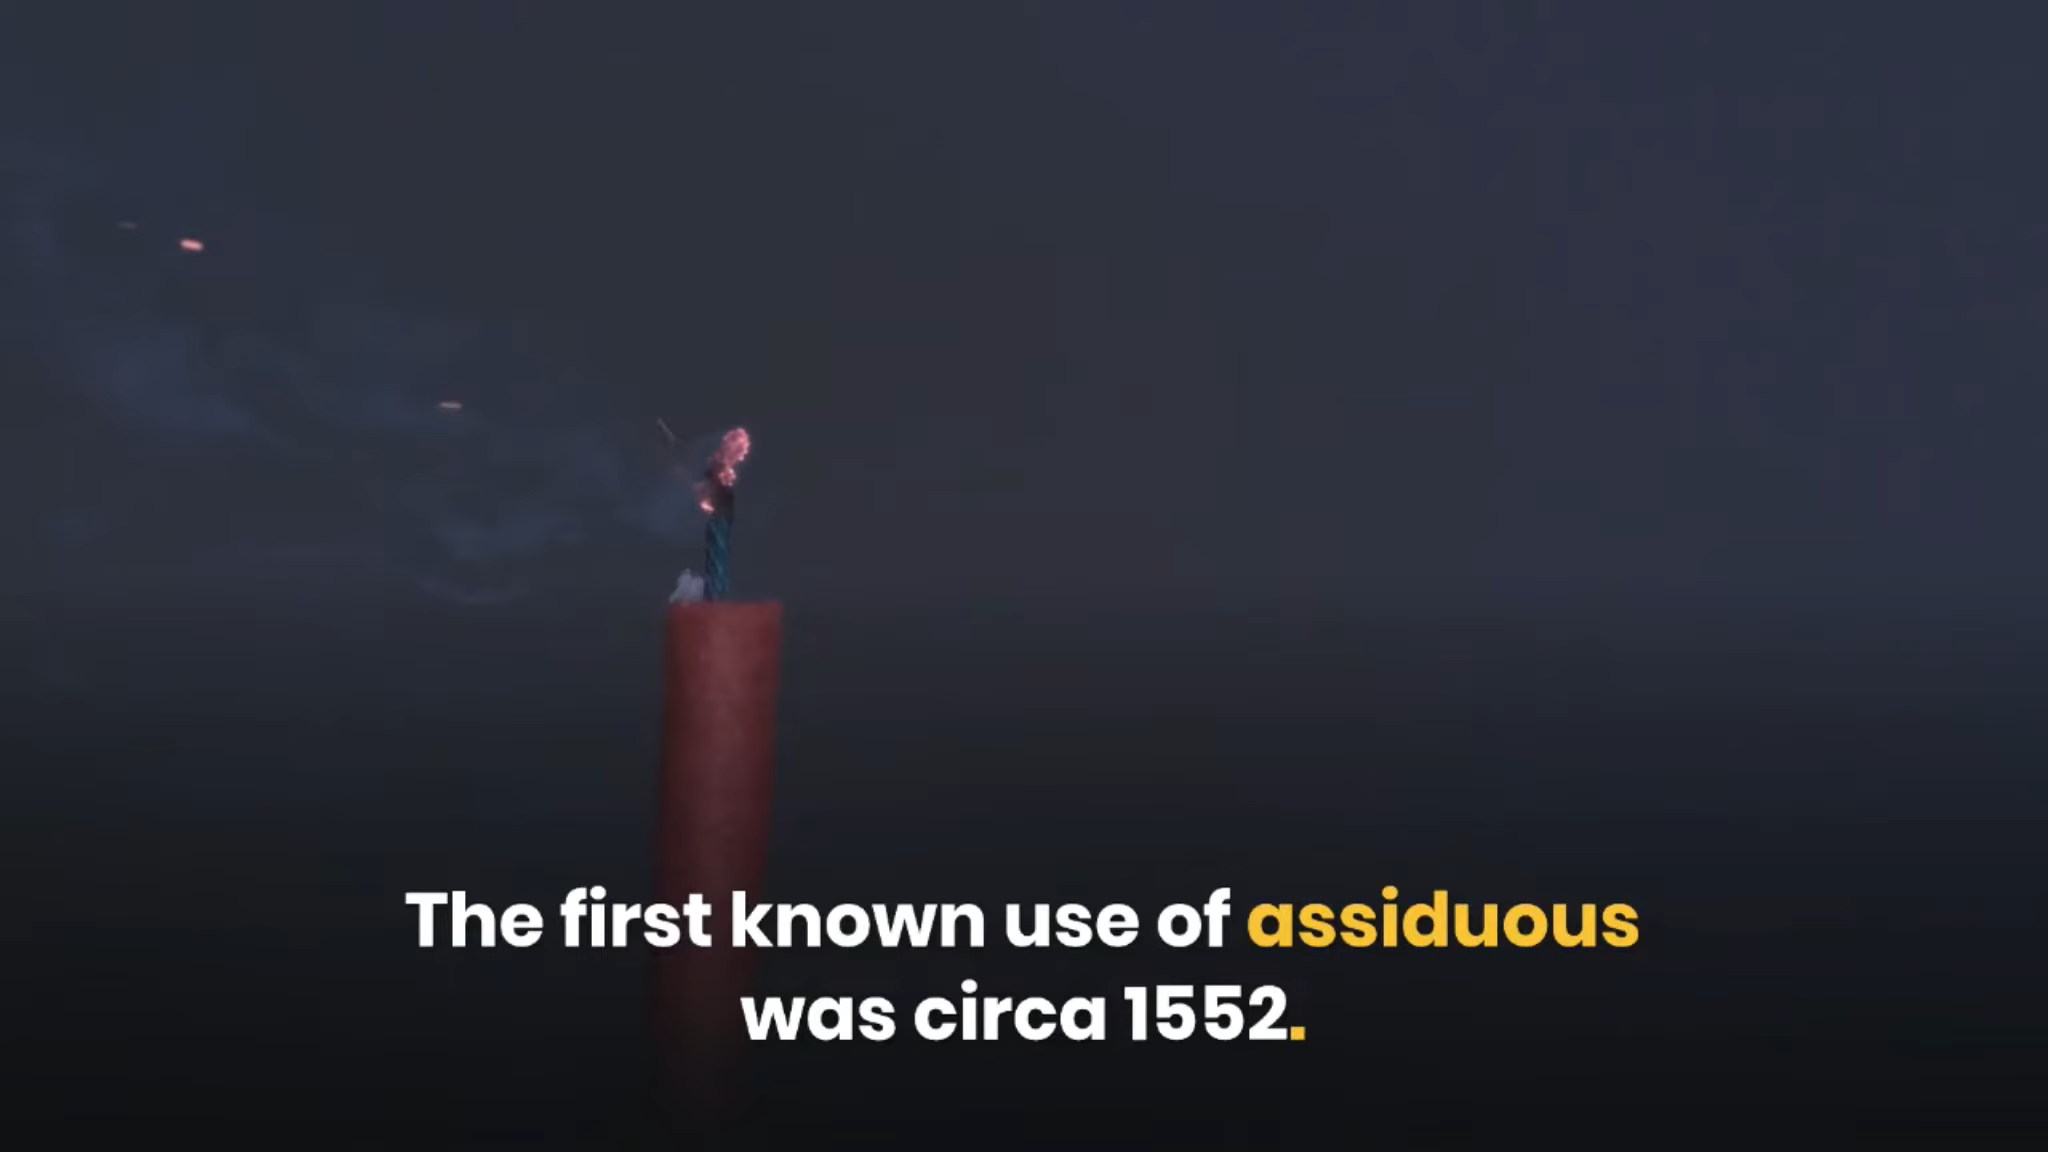 The first known use of assiduous
was circa 1552.